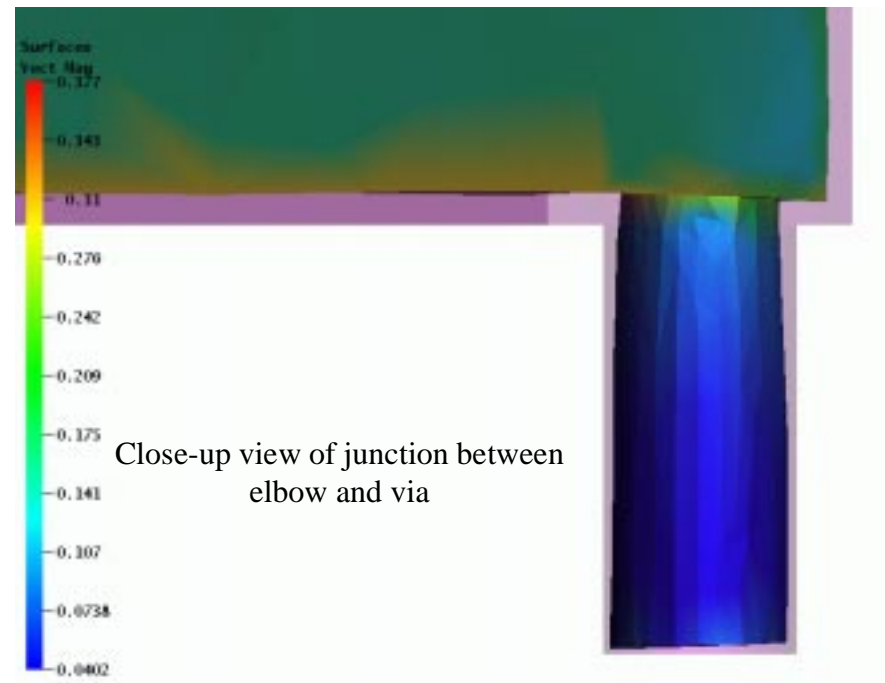 Surfaces
Vect Mag
0.377
0.343
0.31
0.276
0.242
0.209
0.175
0.141
0.107
0.0738
0.0402
Close-up view of junction between
elbow and via